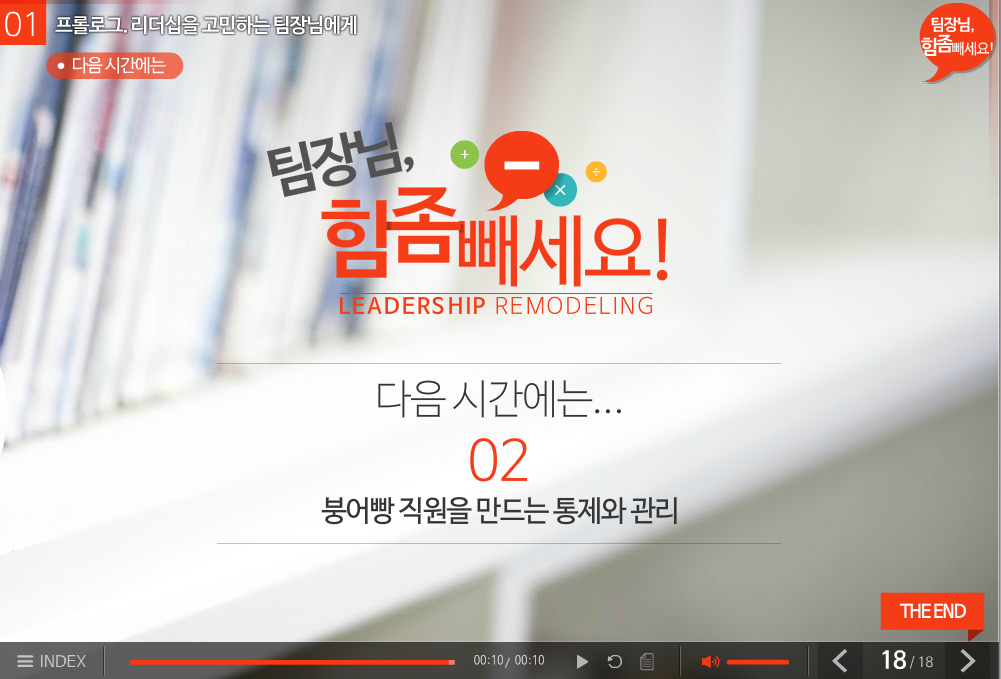 01 프롤로그. 리더십을 고민하는 팀장님에게
• 다음 시간에는
팀장님,
힘좀빼세요!
팀장님,
힘좀빼세요!
LEADERSHIP REMODELING
다음 시간에는...
02
붕어빵 직원을 만드는 통제와 관리
THE END
INDEX
00:10 / 00:10
18 / 18